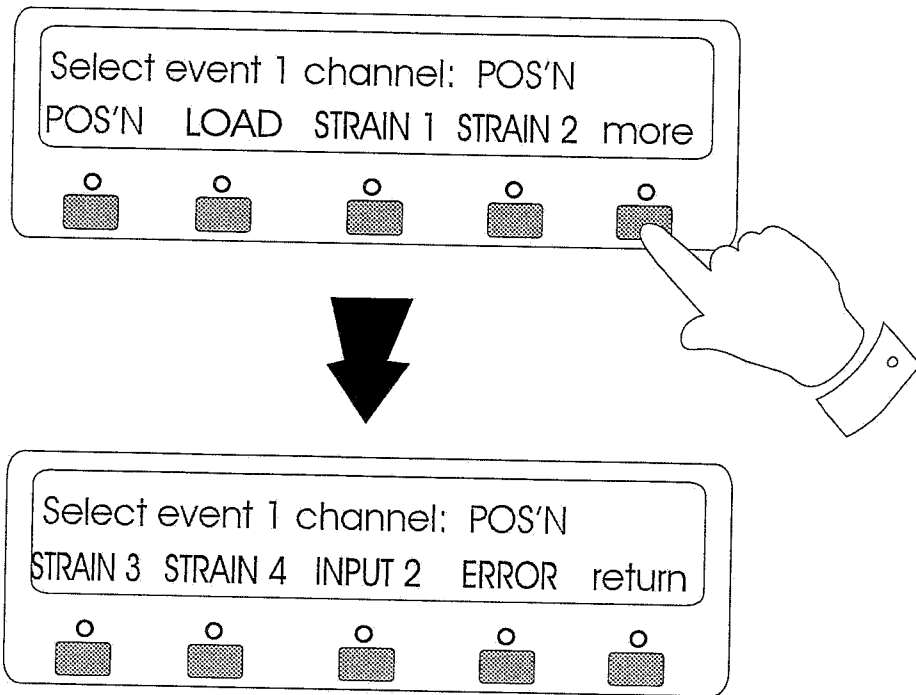 Select event 1 channel: POS'N
POS'N LOAD STRAIN 1 STRAIN 2 more
Select event 1 channel: POS'N
STRAIN 3 STRAIN 4 INPUT 2 ERROR return